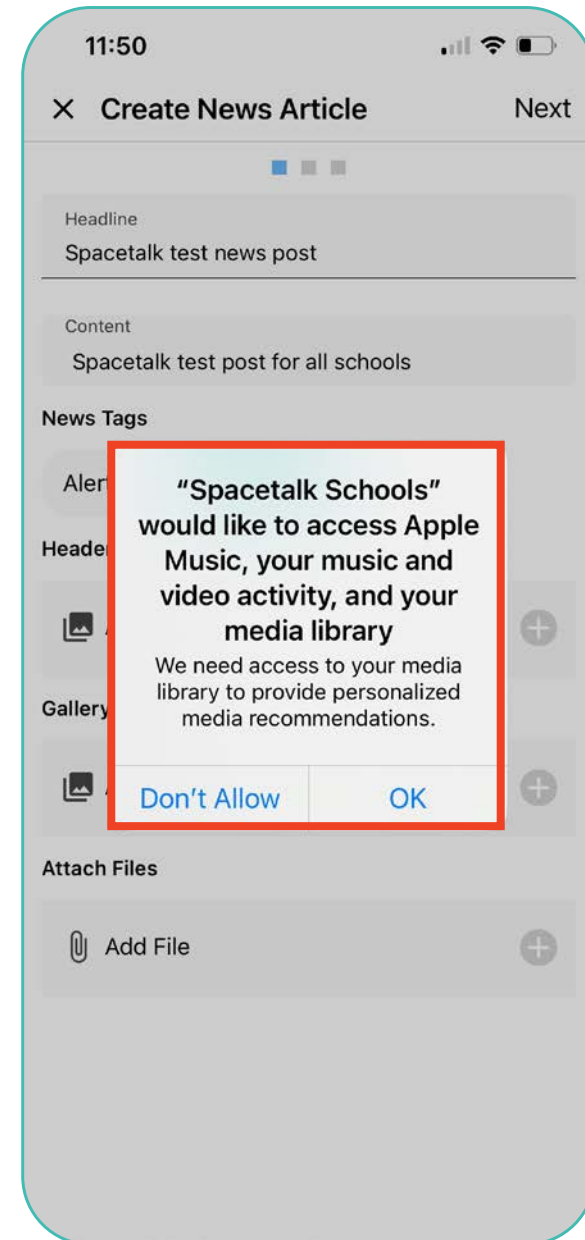 11:50
Create News Article Next
Headline
Spacetalk test news post
Content
Spacetalk test post for all schools
News Tags
“Spacetalk Schools”
would like to access Apple
Music, your music and
video activity, and your
media library
We need access to your media
library to provide personalized
media recommendations.
Gallery
Don’t Allow OK
Attach Files
Add File